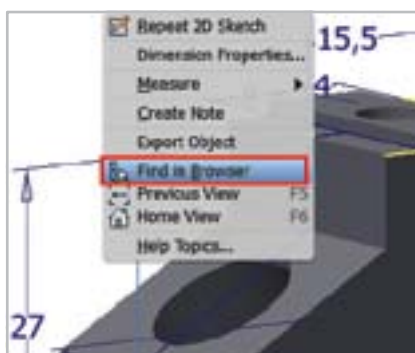 Repeat 2D Sketch
15,5
Dimension Properties...
Measure
4
Create Note
Export Object
Find in Browser
Previous View F5
Home View F6
Help Topics...
27